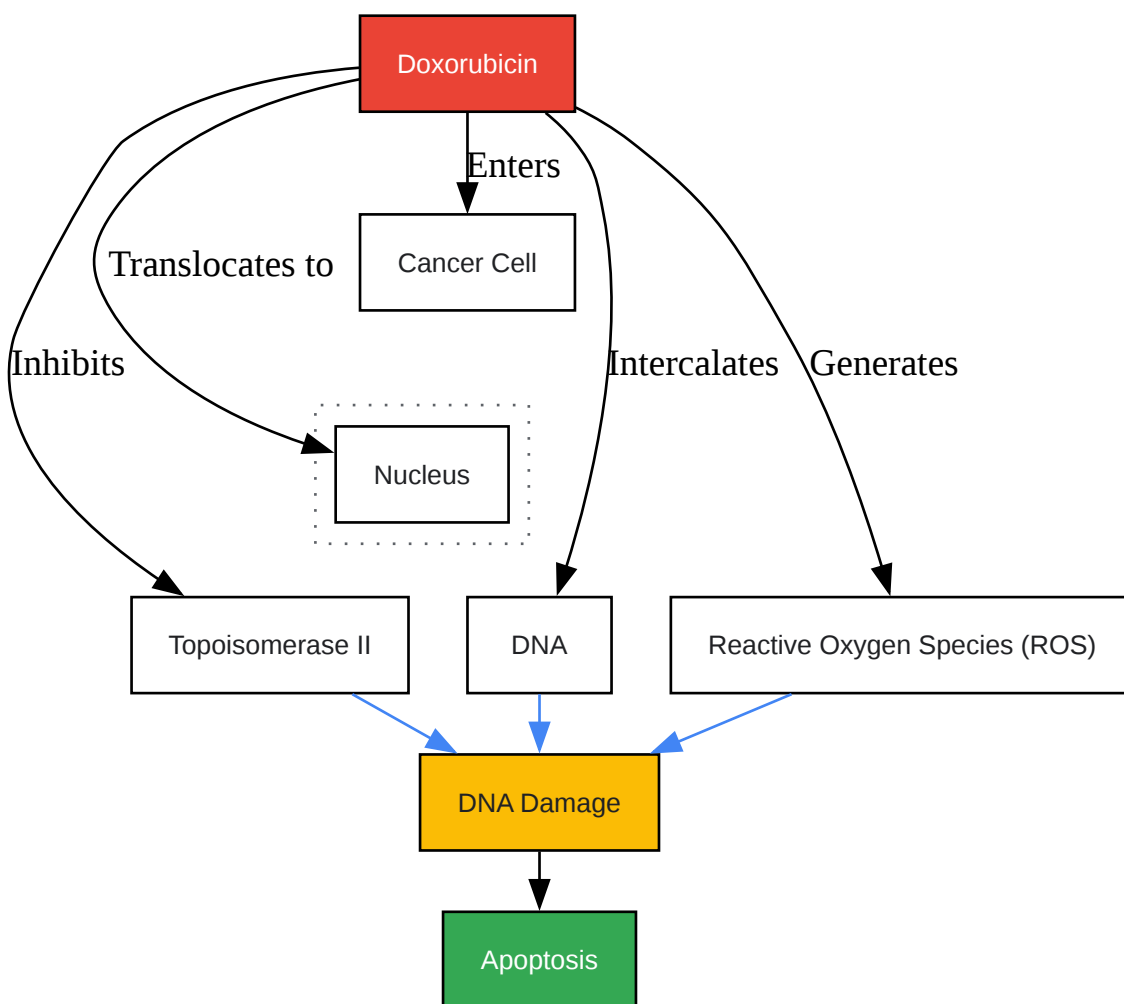 Doxorubicin
Enters
Translocates to
Cancer Cell
Inhibits
Intercalates
Generates
Nucleus
Topoisomerase II
DNA
Reactive Oxygen Species (ROS)
DNA Damage
Apoptosis